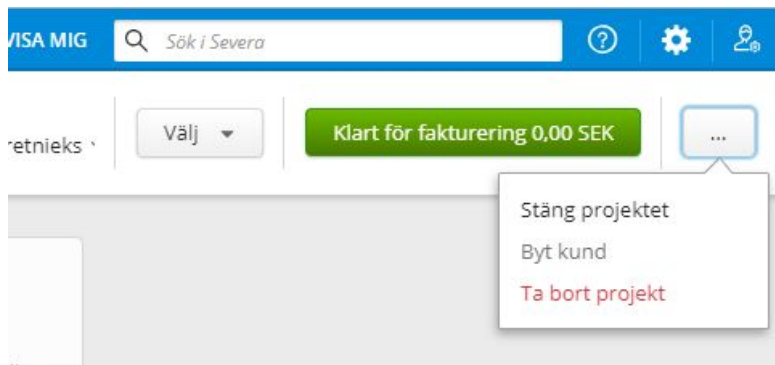 VISA MIG
Sök i Severa
retnieks
Välj
Klart för fakturering 0,00 SEK
...
Stäng projektet
Byt kund
Ta bort projekt